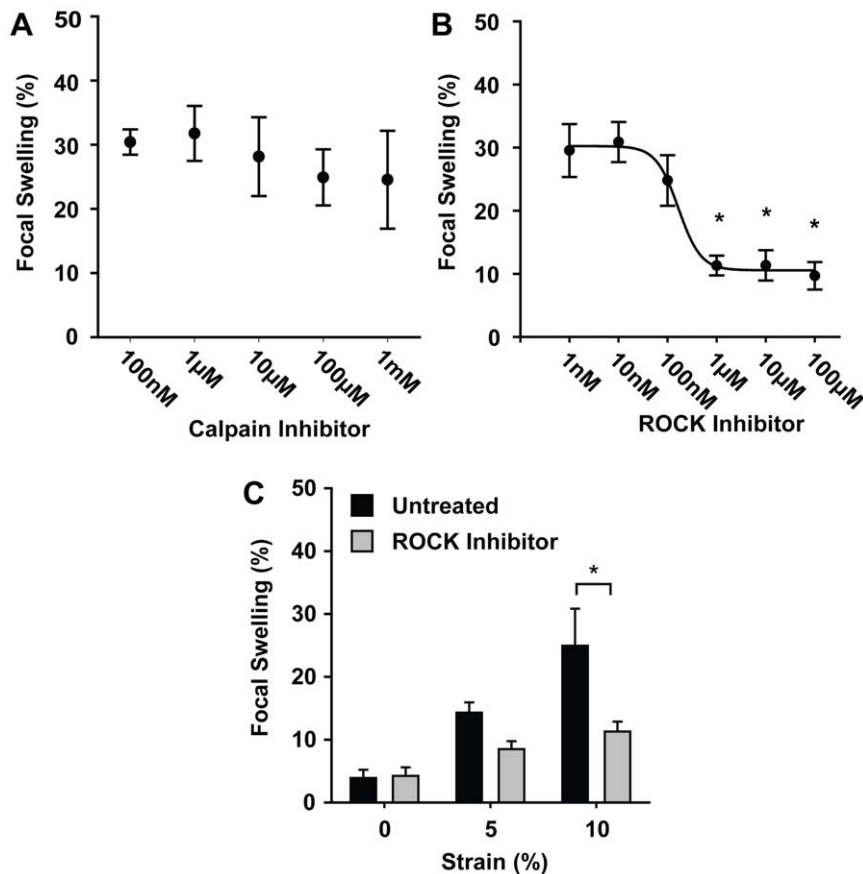 A
50
40
30
20
10
0
Focal Swelling (%)
100nM
1µM
10µM
100µM
1mM
Calpain Inhibitor
B
50
40
30
20
10
0
Focal Swelling (%)
* * *
1nM
10nM
100nM
1µM
10µM
100µM
ROCK Inhibitor
C
50
40
30
20
10
0
Focal Swelling (%)
Untreated
ROCK Inhibitor
*
0 5 10
Strain (%)